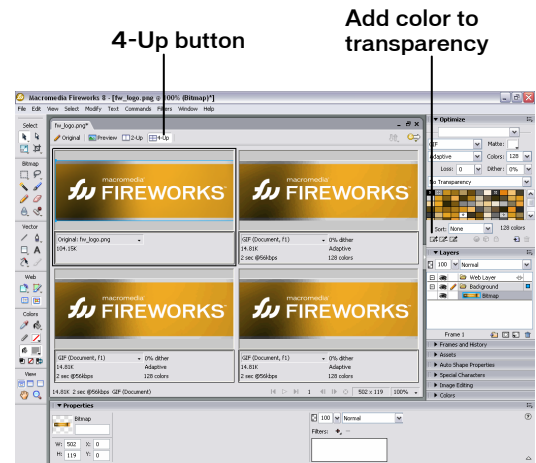 4-Up button
Add color to
transparency
Macromedia Fireworks 8 - [fw_logo.png @ 100% (Bitmap)*]
File Edit View Select Modify Text Commands Filters Window Help
Select
Bitmap
Vector
Web
Colors
View
fw_logo.png*
Original Preview 2-Up 4-Up
macromedia
FIREWORKS
Original: fw_logo.png
104.15K
macromedia
FIREWORKS
GIF (Document, f1) 0% dither
14.81K Adaptive
2 sec @56kbps 128 colors
macromedia
FIREWORKS
GIF (Document, f1) 0% dither
14.81K Adaptive
2 sec @56kbps 128 colors
macromedia
FIREWORKS
GIF (Document, f1) 0% dither
14.81K Adaptive
2 sec @56kbps 128 colors
14.81K 2 sec @56kbps GIF (Document) 1 502 x 119 100%
Optimize
GIF Matte:
Adaptive Colors: 128
Loss: 0 Dither: 0%
No Transparency
Sort: None 128 colors
Layers
100 Normal
Web Layer
Background
Bitmap
Frame 1
Frames and History
Assets
Auto Shape Properties
Special Characters
Image Editing
Colors
Properties
Bitmap
W: 502 X: 0
H: 119 Y: 0
100 Normal
Filters: